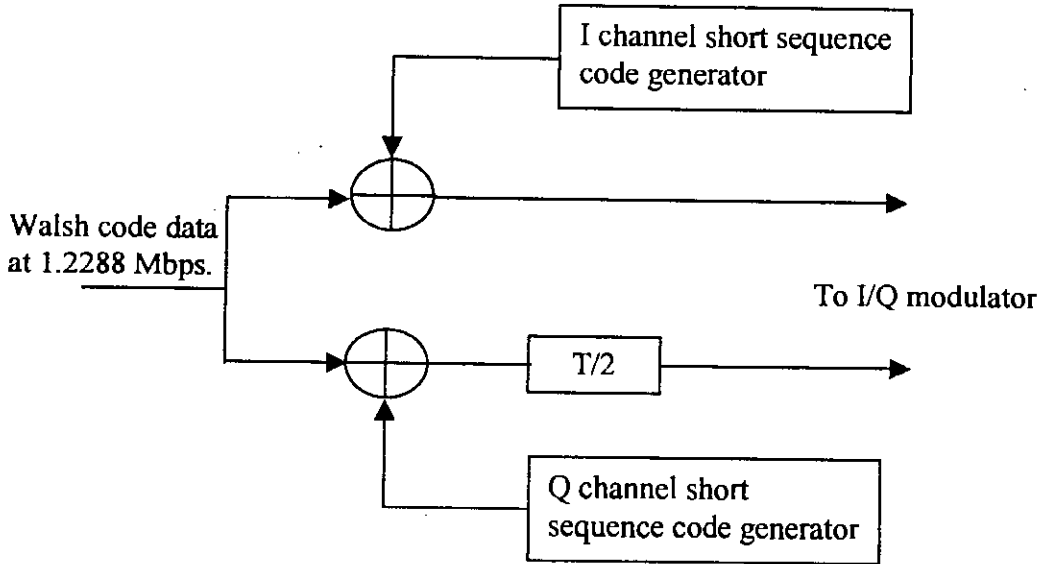 I channel short sequence
code generator
Walsh code data
at 1.2288 Mbps.
To I/Q modulator
T/2
Q channel short
sequence code generator